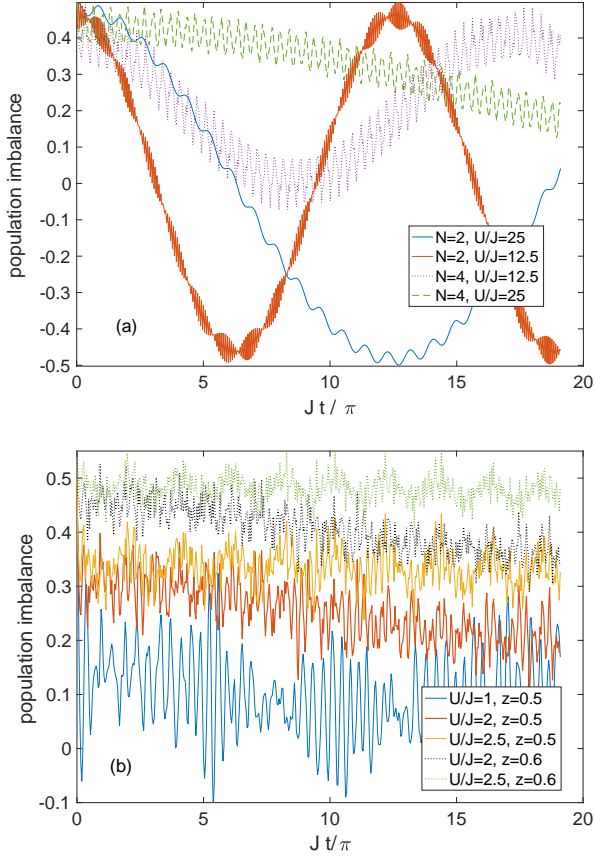 0.4
0.3
0.2
0.1
0
-0.1
-0.2
-0.3
-0.4
-0.5
population imbalance
(a)
N=2, U/J=25
N=2, U/J=12.5
N=4, U/J=12.5
N=4, U/J=25
0 5 10 15 20
J t / π
0.5
0.4
0.3
0.2
0.1
0
-0.1
population imbalance
(b)
U/J=1, z=0.5
U/J=2, z=0.5
U/J=2.5, z=0.5
U/J=2, z=0.6
U/J=2.5, z=0.6
0 5 10 15 20
J t/ π